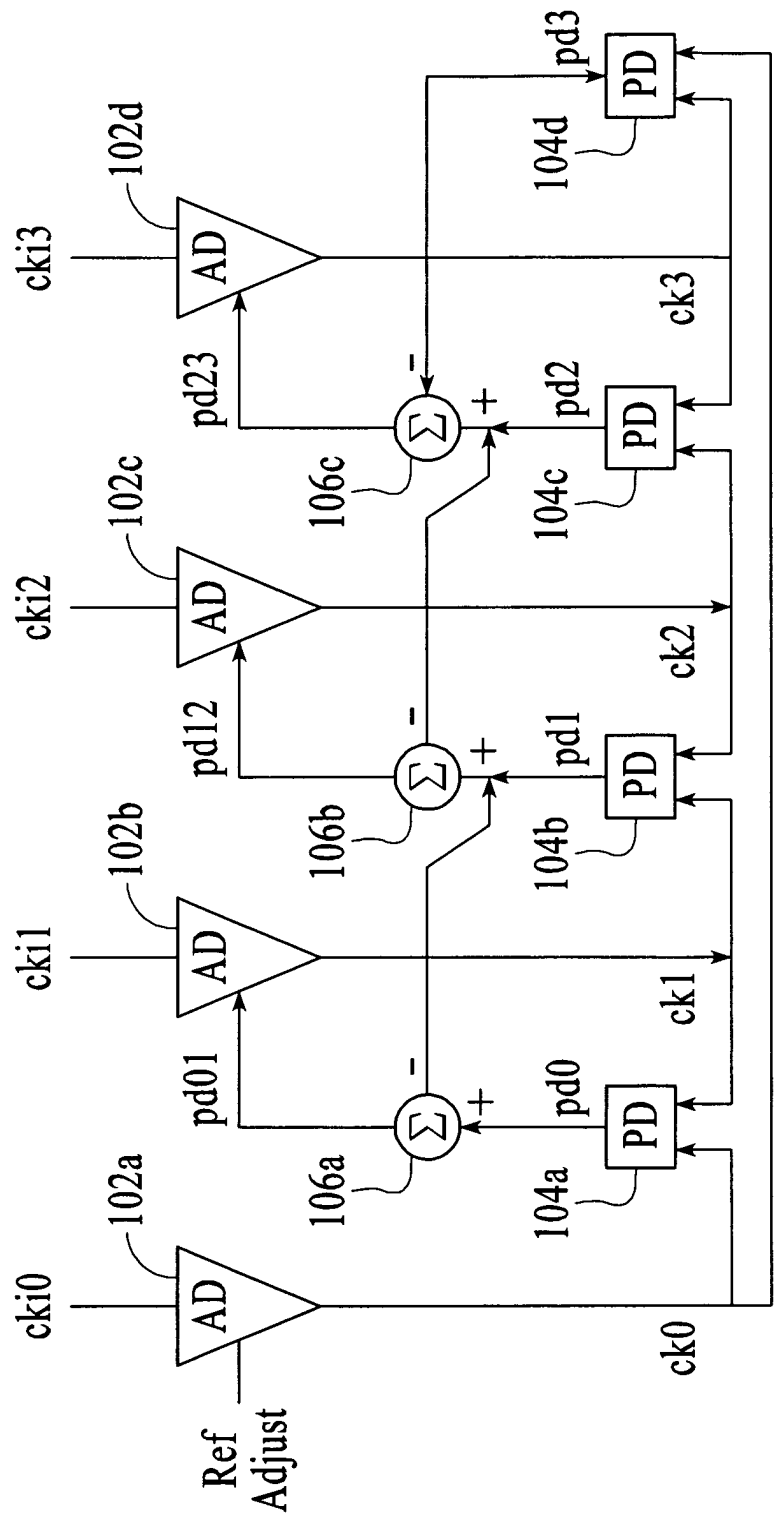 cki0
cki1
cki2
cki3
102a
102b
102c
102d
AD
AD
AD
AD
Ref
Adjust
pd01
pd12
pd23
-
-
-
Σ
Σ
Σ
106a
106b
106c
+
+
+
pd0
pd1
pd2
pd3
PD
PD
PD
PD
104a
104b
104c
104d
ck0
ck1
ck2
ck3